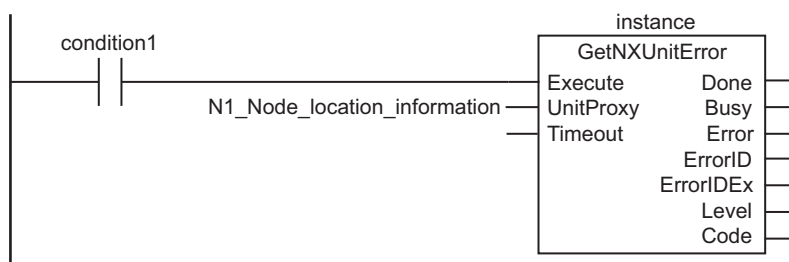 instance
condition1
GetNXUnitError
Execute Done
N1_Node_location_information UnitProxy Busy
Timeout Error
ErrorID
ErrorIDEx
Level
Code